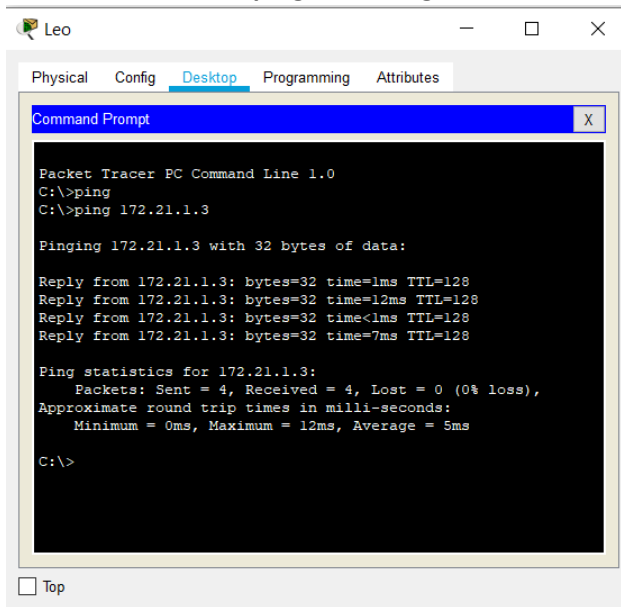 Leo
Physical Config Desktop Programming Attributes
Command Prompt
X
Packet Tracer PC Command Line 1.0
C:\>ping
C:\>ping 172.21.1.3
Pinging 172.21.1.3 with 32 bytes of data:
Reply from 172.21.1.3: bytes=32 time=1ms TTL=128
Reply from 172.21.1.3: bytes=32 time=12ms TTL=128
Reply from 172.21.1.3: bytes=32 time<1ms TTL=128
Reply from 172.21.1.3: bytes=32 time=7ms TTL=128
Ping statistics for 172.21.1.3:
Packets: Sent = 4, Received = 4, Lost = 0 (0% loss),
Approximate round trip times in milli-seconds:
Minimum = 0ms, Maximum = 12ms, Average = 5ms
C:\>
Top